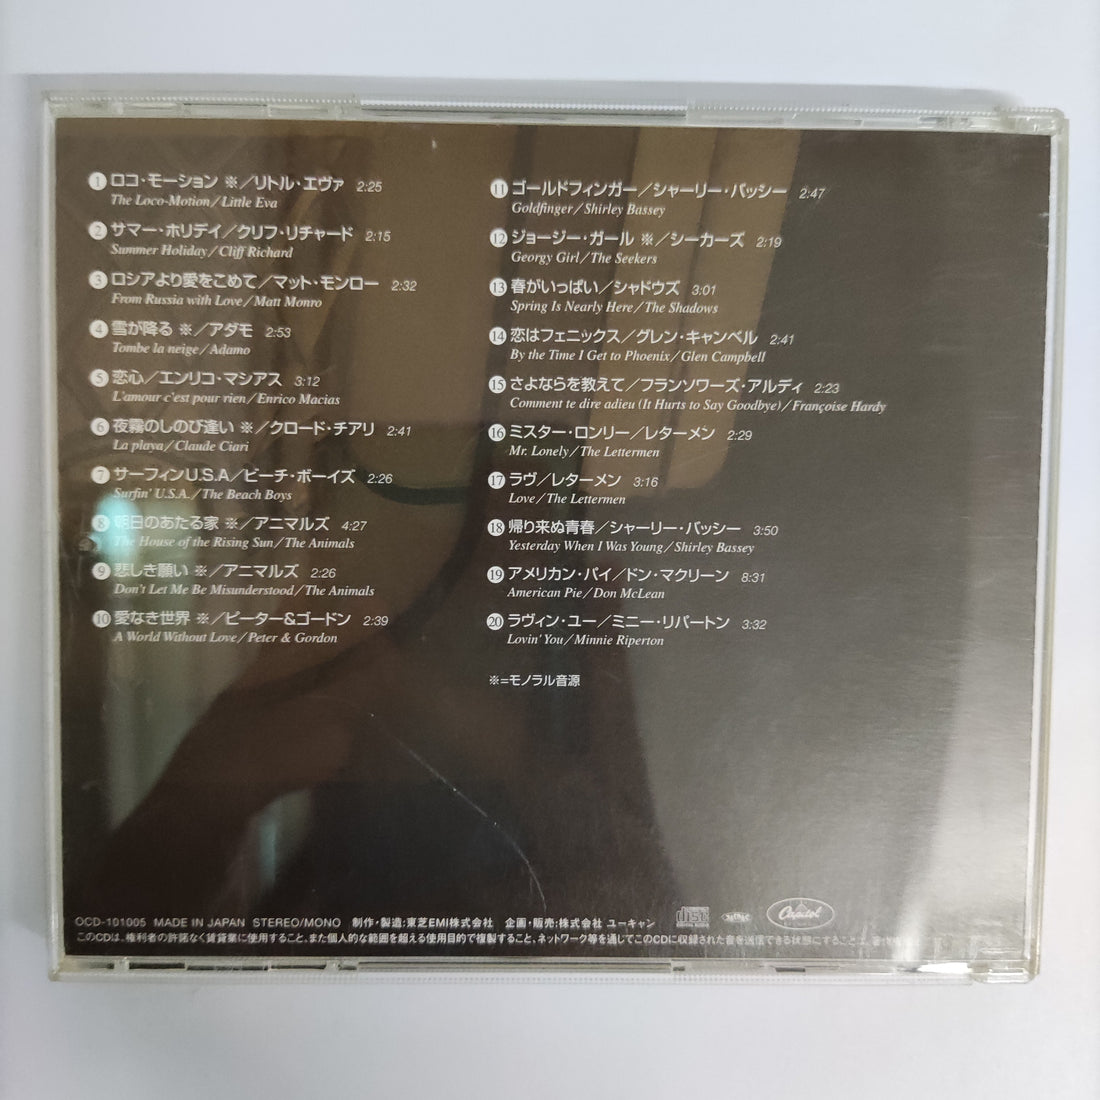 1 ロコ・モーション ※／リトル・エヴァ 2:25
The Loco-Motion／Little Eva
2 サマー・ホリデイ／クリフ・リチャード 2:15
Summer Holiday／Cliff Richard
3 ロシアより愛をこめて／マット・モンロー 2:32
From Russia with Love／Matt Monro
4 雪が降る ※／アダモ 2:53
Tombe la neige／Adamo
5 恋心／エンリコ・マシアス 3:12
L'amour c'est pour rien／Enrico Macias
6 夜霧のしのび逢い ※／クロード・チアリ 2:41
La playa／Claude Ciari
7 サーフィンU.S.A／ビーチ・ボーイズ 2:26
Surfin' U.S.A.／The Beach Boys
8 朝日のあたる家 ※／アニマルズ 4:27
The House of the Rising Sun／The Animals
9 悲しき願い ※／アニマルズ 2:26
Don't Let Me Be Misunderstood／The Animals
10 愛なき世界 ※／ピーター&ゴードン 2:39
A World Without Love／Peter & Gordon
11 ゴールドフィンガー／シャーリー・バッシー 2:47
Goldfinger／Shirley Bassey
12 ジョージー・ガール ※／シーカーズ 2:19
Georgy Girl／The Seekers
13 春がいっぱい／シャドウズ 3:01
Spring Is Nearly Here／The Shadows
14 恋はフェニックス／グレン・キャンベル 2:41
By the Time I Get to Phoenix／Glen Campbell
15 さよならを教えて／フランソワーズ・アルディ 2:23
Comment te dire adieu (It Hurts to Say Goodbye)／Françoise Hardy
16 ミスター・ロンリー／レターメン 2:29
Mr. Lonely／The Lettermen
17 ラヴ／レターメン 3:16
Love／The Lettermen
18 帰り来ぬ青春／シャーリー・バッシー 3:50
Yesterday When I Was Young／Shirley Bassey
19 アメリカン・パイ／ドン・マクリーン 8:31
American Pie／Don McLean
20 ラヴィン・ユー／ミニー・リパートン 3:32
Lovin' You／Minnie Riperton
※=モノラル音源
OCD-101005 MADE IN JAPAN STEREO/MONO 制作・製造:東芝EMI株式会社 企画・販売:株式会社 ユーキャン disc Capitol
このCDは、権利者の許諾なく賃貸業に使用すること、また個人的な範囲を超える使用目的で複製すること、ネットワーク等を通じてこのCDに収録された音を送信できる状態にすることは、